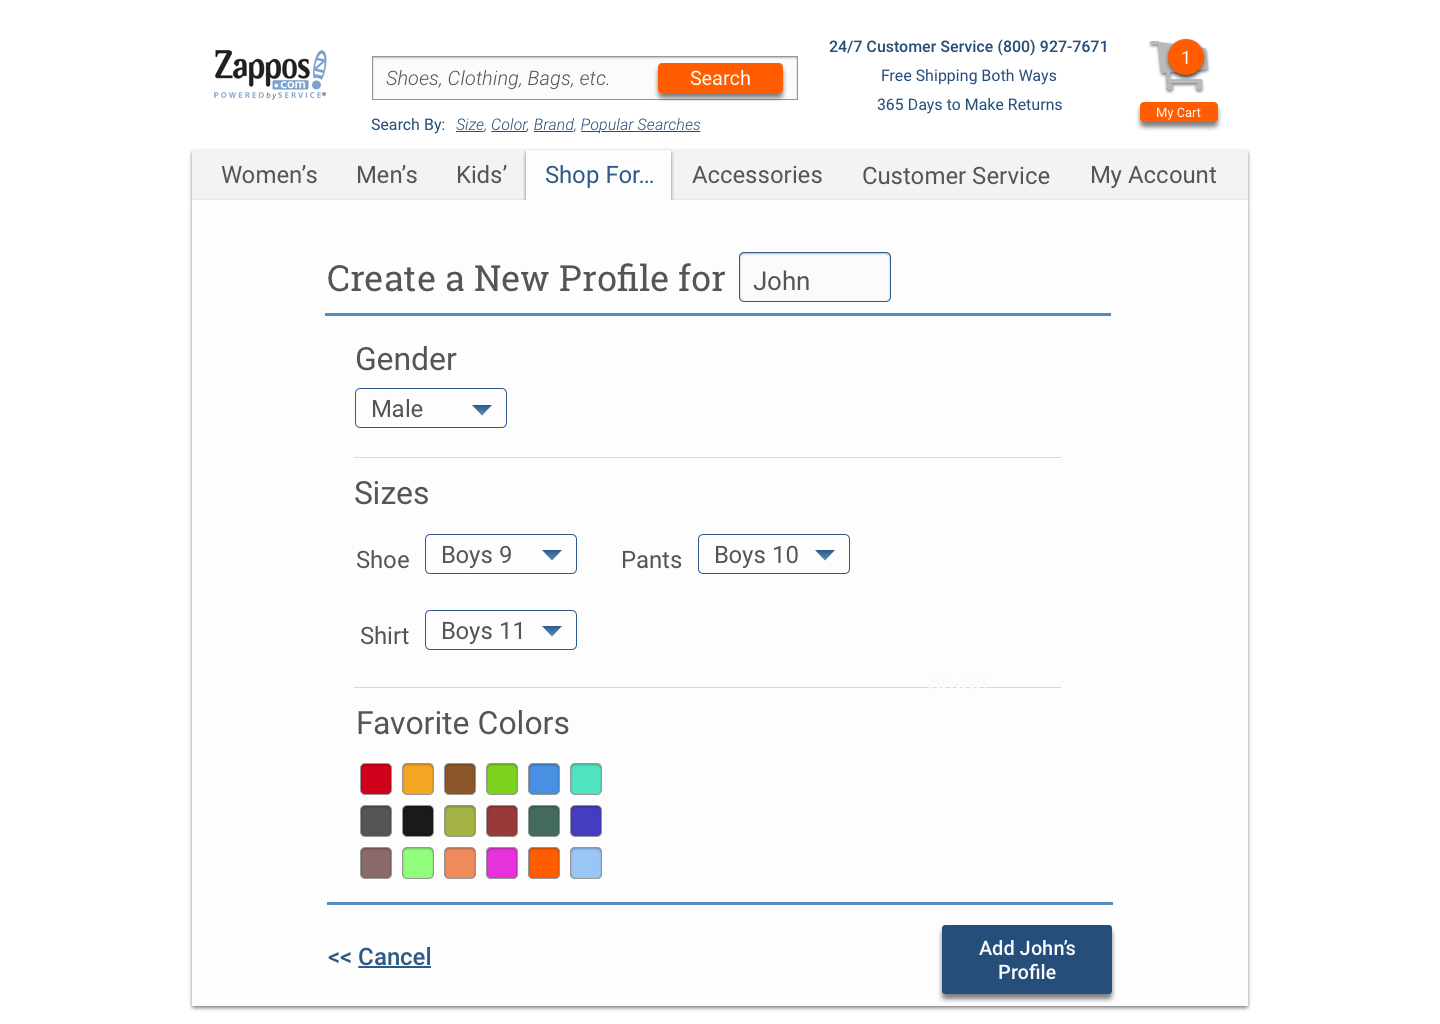 Zappos
.com
POWERED by SERVICE®
Shoes, Clothing, Bags, etc.
Search
Search By: Size, Color, Brand, Popular Searches
24/7 Customer Service (800) 927-7671
Free Shipping Both Ways
365 Days to Make Returns
1
My Cart
Women’s Men’s Kids’ Shop For... Accessories Customer Service My Account
Create a New Profile for John
Gender
Male
Sizes
Shoe Boys 9 Pants Boys 10
Shirt Boys 11
Favorite Colors
<< Cancel
Add John’s
Profile